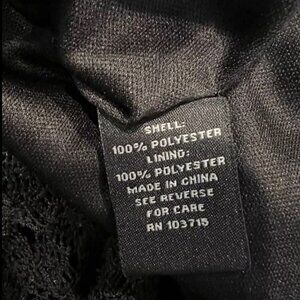 SHELL:
100% POLYESTER
LINING:
100% POLYESTER
MADE IN CHINA
SEE REVERSE
FOR CARE
RN 103715